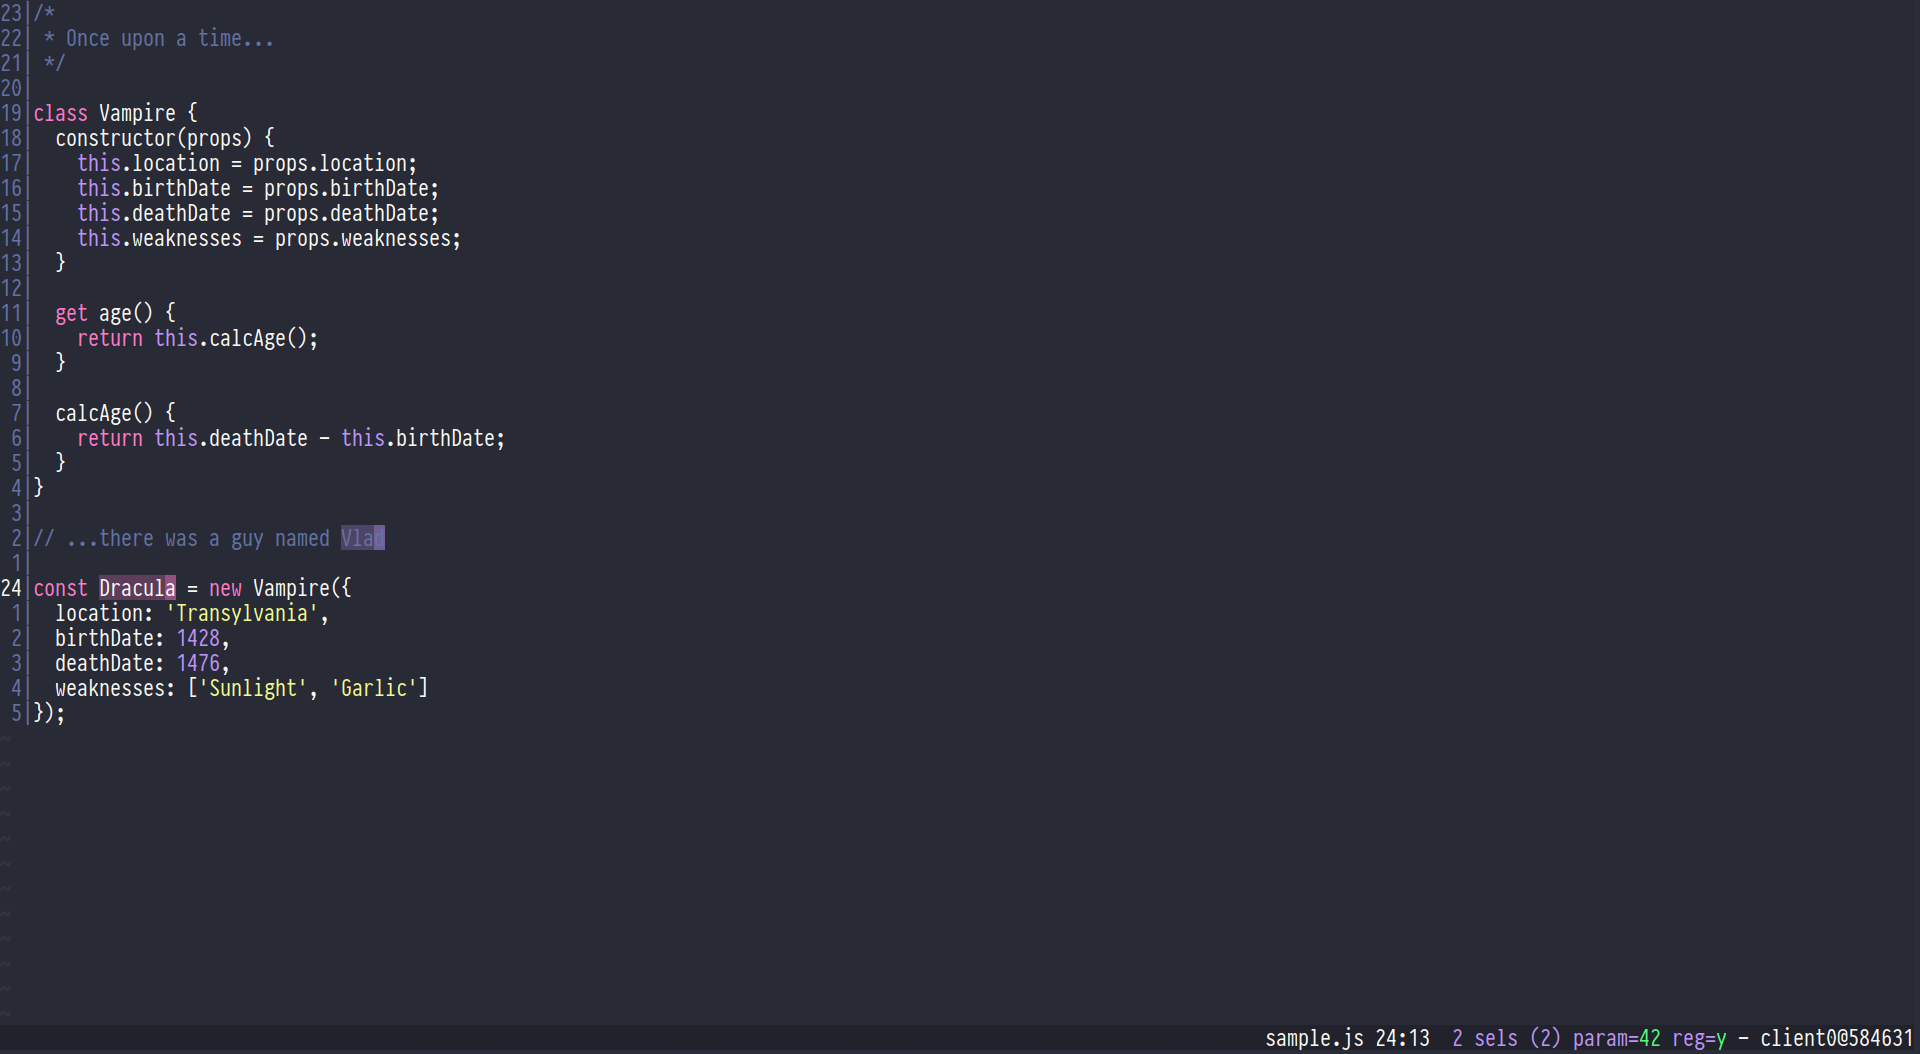 23│/*
22│ * Once upon a time...
21│ */
20│
19│class Vampire {
18│  constructor(props) {
17│    this.location = props.location;
16│    this.birthDate = props.birthDate;
15│    this.deathDate = props.deathDate;
14│    this.weaknesses = props.weaknesses;
13│  }
12│
11│  get age() {
10│    return this.calcAge();
 9│  }
 8│
 7│  calcAge() {
 6│    return this.deathDate - this.birthDate;
 5│  }
 4│}
 3│
 2│// ...there was a guy named Vlad
 1│
24│const Dracula = new Vampire({
 1│  location: 'Transylvania',
 2│  birthDate: 1428,
 3│  deathDate: 1476,
 4│  weaknesses: ['Sunlight', 'Garlic']
 5│});
~
~
~
~
~
~
~
~
~
~
~
~
sample.js 24:13  2 sels (2) param=42 reg=y - client0@584631